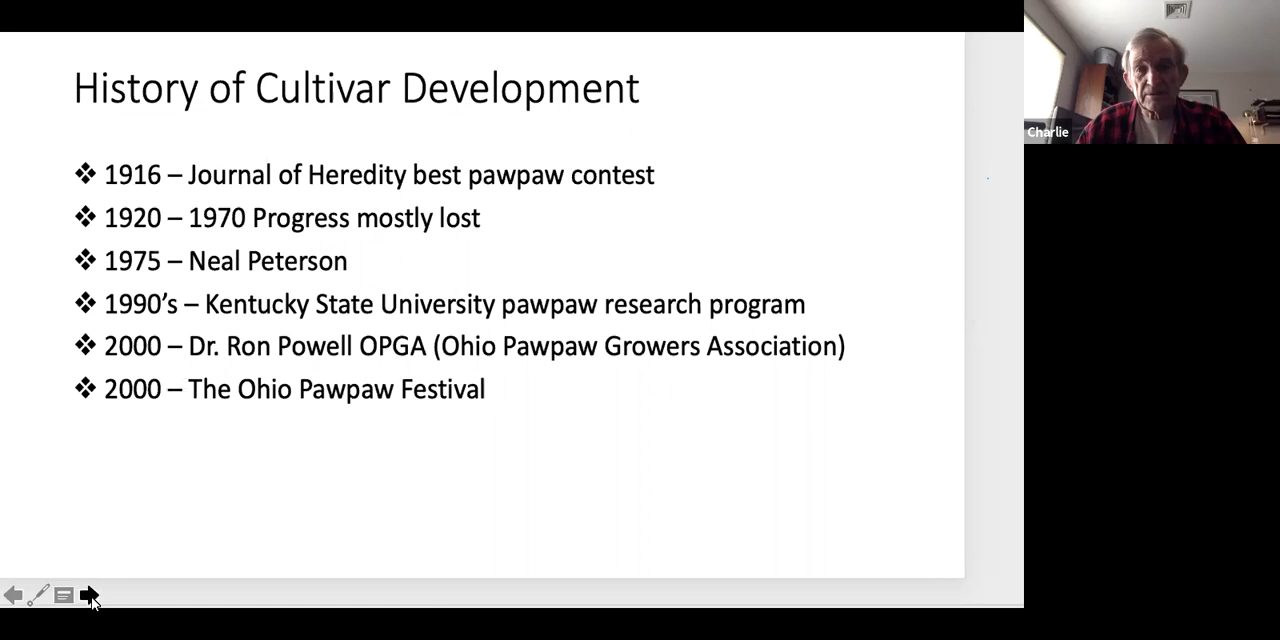 History of Cultivar Development
❖ 1916 – Journal of Heredity best pawpaw contest
❖ 1920 – 1970 Progress mostly lost
❖ 1975 – Neal Peterson
❖ 1990’s – Kentucky State University pawpaw research program
❖ 2000 – Dr. Ron Powell OPGA (Ohio Pawpaw Growers Association)
❖ 2000 – The Ohio Pawpaw Festival
Charlie